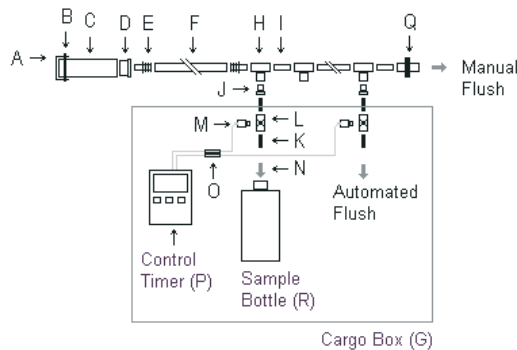 B C D E F H I Q
A
Manual
Flush
J
M L
K
N
O
Automated
Flush
Control
Timer (P)
Sample
Bottle (R)
Cargo Box (G)